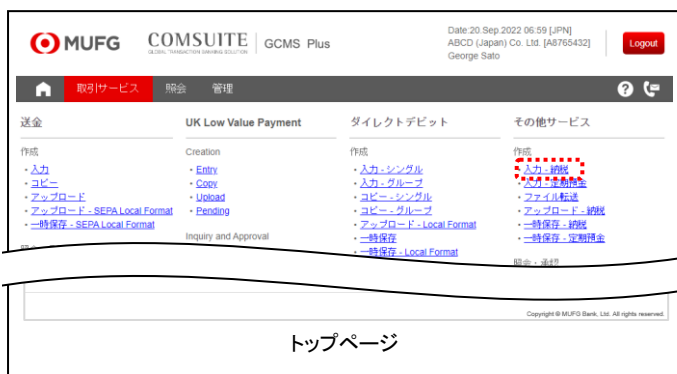 MUFG COMSUITE GCMS Plus
GLOBAL TRANSACTION BANKING SOLUTION
Date:20.Sep.2022 06:59 [JPN]
ABCD (Japan) Co. Ltd. [A8765432]
George Sato
Logout
取引サービス 照会 管理
送金
作成
・入力
・コピー
・アップロード
・アップロード - SEPA Local Format
・一時保存 - SEPA Local Format
UK Low Value Payment
Creation
・Entry
・Copy
・Upload
・Pending
Inquiry and Approval
ダイレクトデビット
作成
・入力 - シングル
・入力 - グループ
・コピー - シングル
・コピー - グループ
・アップロード - Local Format
・一時保存
・一時保存 - Local Format
その他サービス
作成
・入力 - 納税
・入力 - 定期預金
・ファイル転送
・アップロード - 納税
・一時保存 - 納税
・一時保存 - 定期預金
照会・承認
Copyright © MUFG Bank, Ltd. All rights reserved.
トップページ